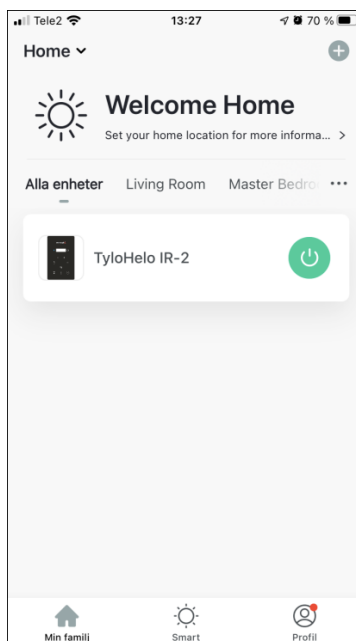 Tele2 13:27 70 %
Home
Welcome Home
Set your home location for more informa... >
Alla enheter Living Room Master Bedro ...
TyloHelo IR-2
Min familj Smart Profil